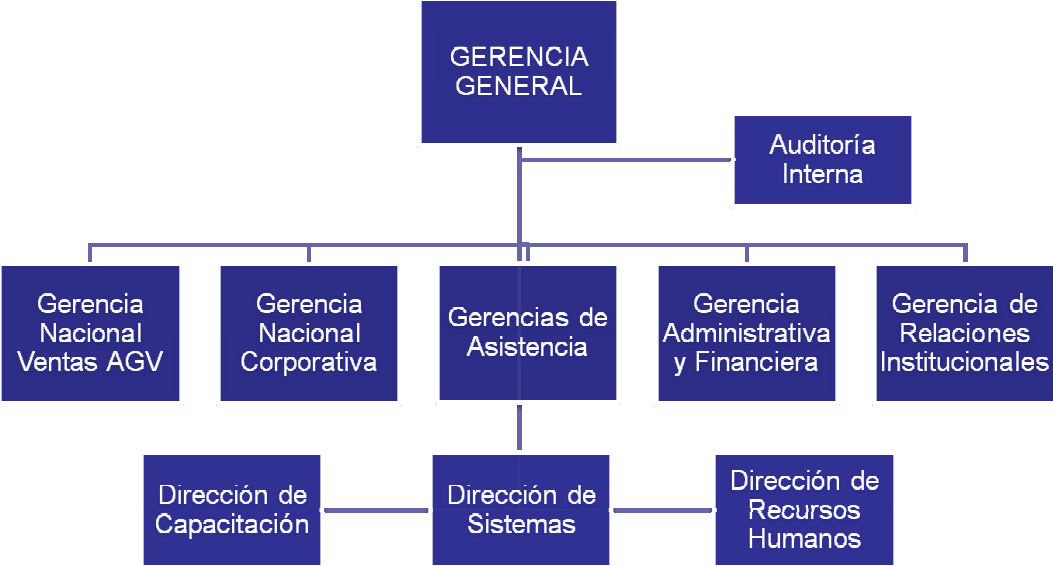 GERENCIA
GENERAL
Auditoría
Interna
Gerencia
Nacional
Ventas AGV
Gerencia
Nacional
Corporativa
Gerencias de
Asistencia
Gerencia
Administrativa
y Financiera
Gerencia de
Relaciones
Institucionales
Dirección de
Capacitación
Dirección de
Sistemas
Dirección de
Recursos
Humanos